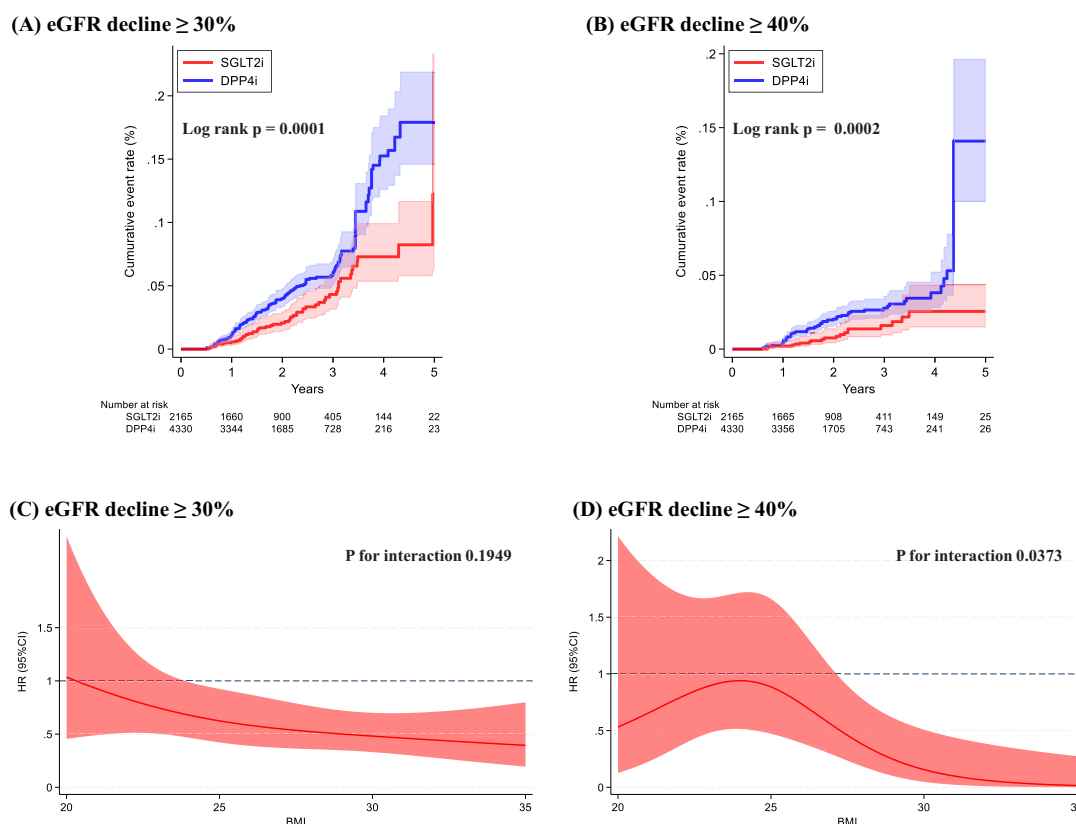 (A) eGFR decline ≥ 30%
SGLT2i
DPP4i
Log rank p = 0.0001
Cumurative event rate (%)
.2
.15
.1
.05
0
0 1 2 3 4 5
Years
Number at risk
SGLT2i 2165 1660 900 405 144 22
DPP4i 4330 3344 1685 728 216 23
(B) eGFR decline ≥ 40%
SGLT2i
DPP4i
Log rank p = 0.0002
Cumurative event rate (%)
.2
.15
.1
.05
0
0 1 2 3 4 5
Years
Number at risk
SGLT2i 2165 1665 908 411 149 25
DPP4i 4330 3356 1705 743 241 26
(C) eGFR decline ≥ 30%
P for interaction 0.1949
HR (95%CI)
1.5
1
.5
0
20 25 30 35
BMI
(D) eGFR decline ≥ 40%
P for interaction 0.0373
HR (95%CI)
2
1.5
1
.5
0
20 25 30
BMI